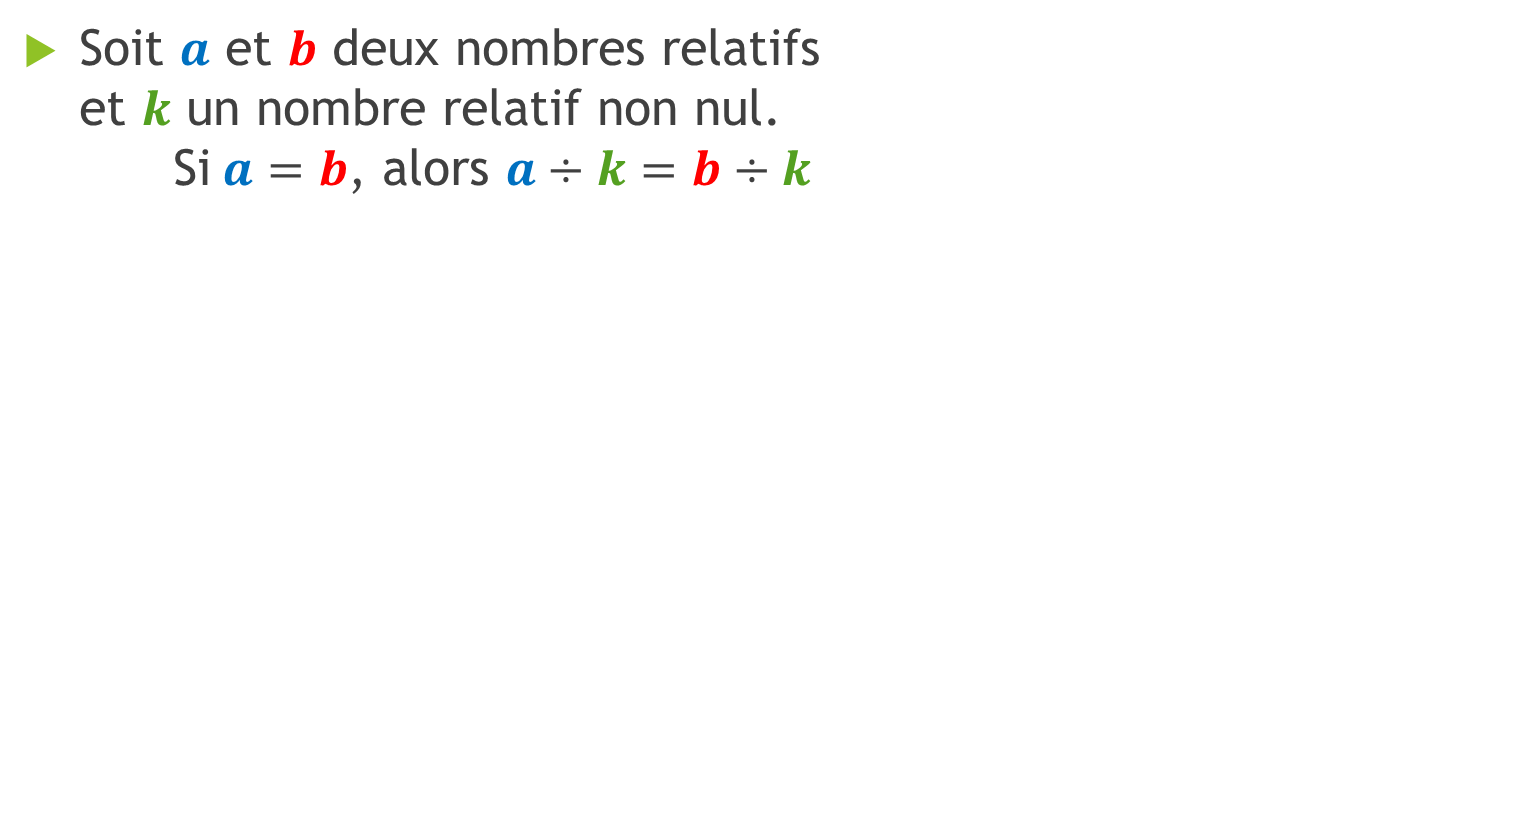 Soit a et b deux nombres relatifs
et k un nombre relatif non nul.
Si a = b, alors a ÷ k = b ÷ k